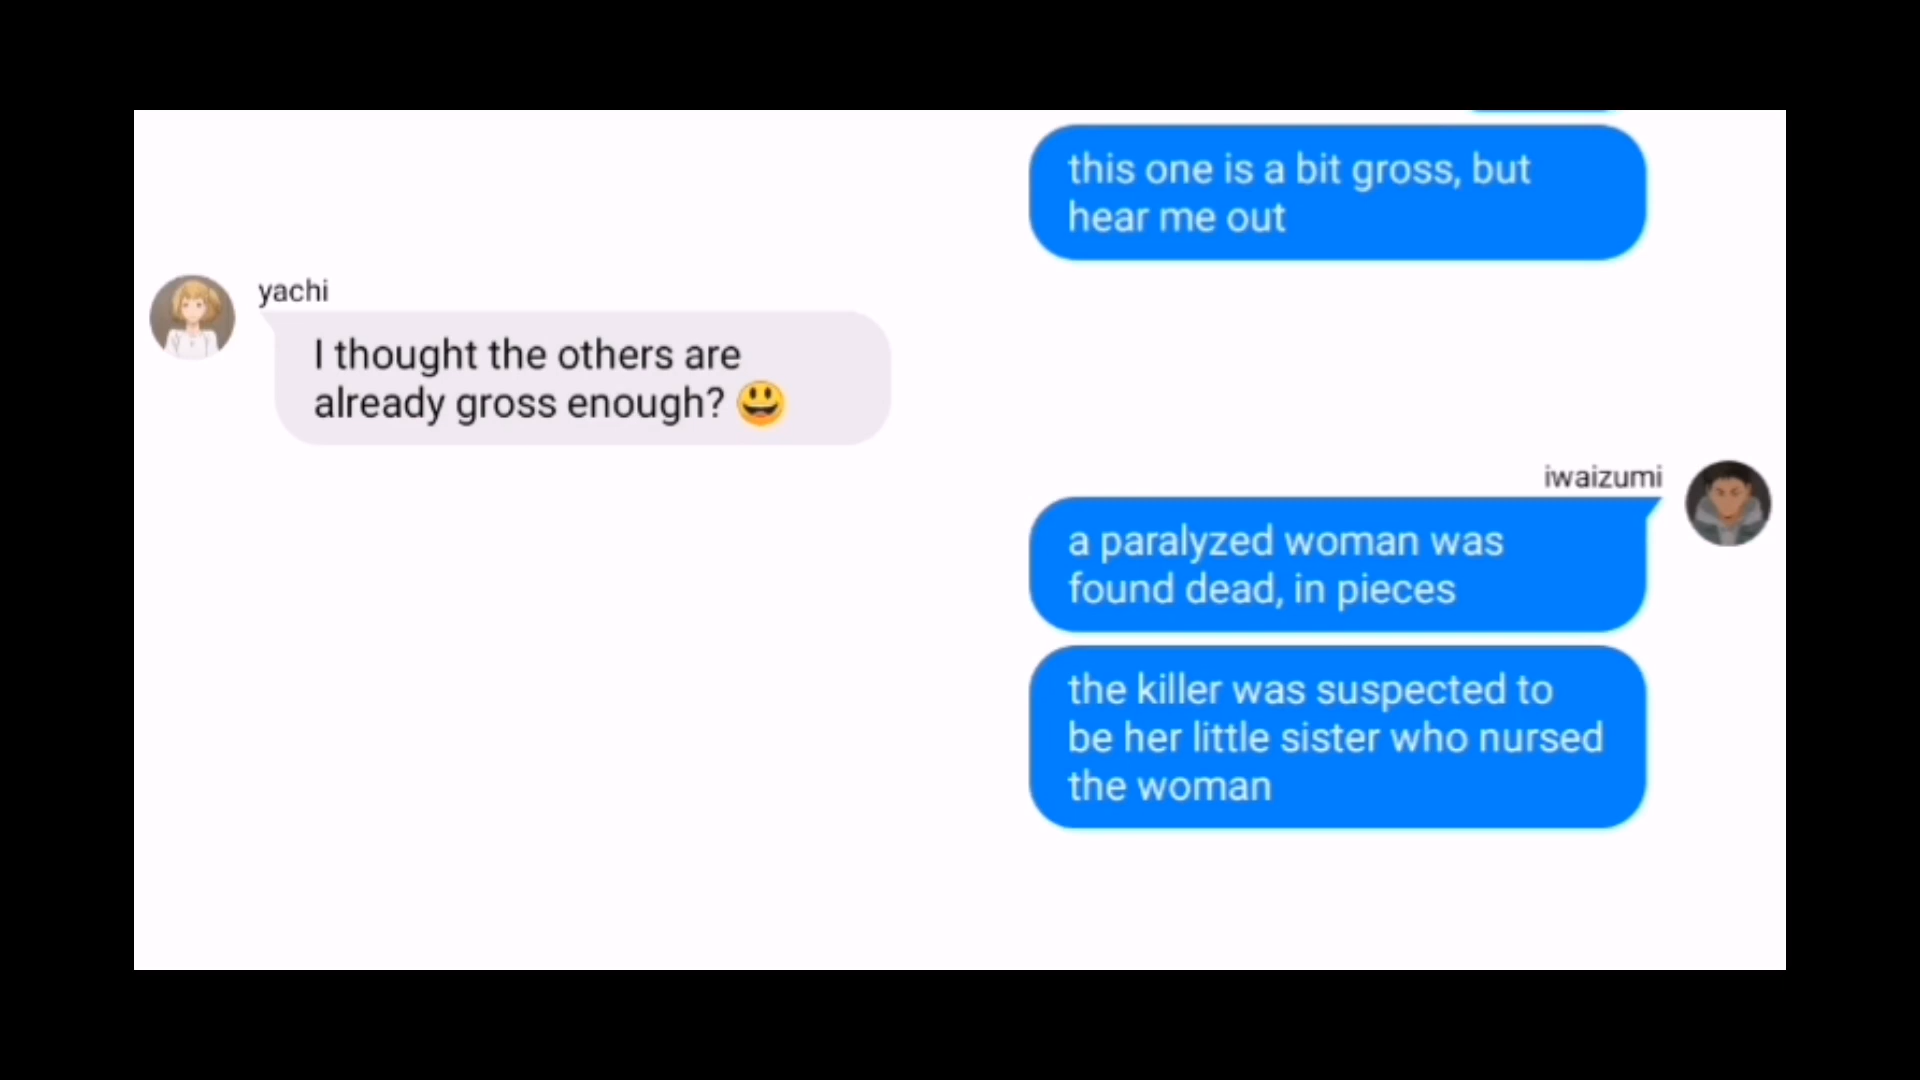 this one is a bit gross, but
hear me out
yachi
I thought the others are
already gross enough? 😃
iwaizumi
a paralyzed woman was
found dead, in pieces
the killer was suspected to
be her little sister who nursed
the woman